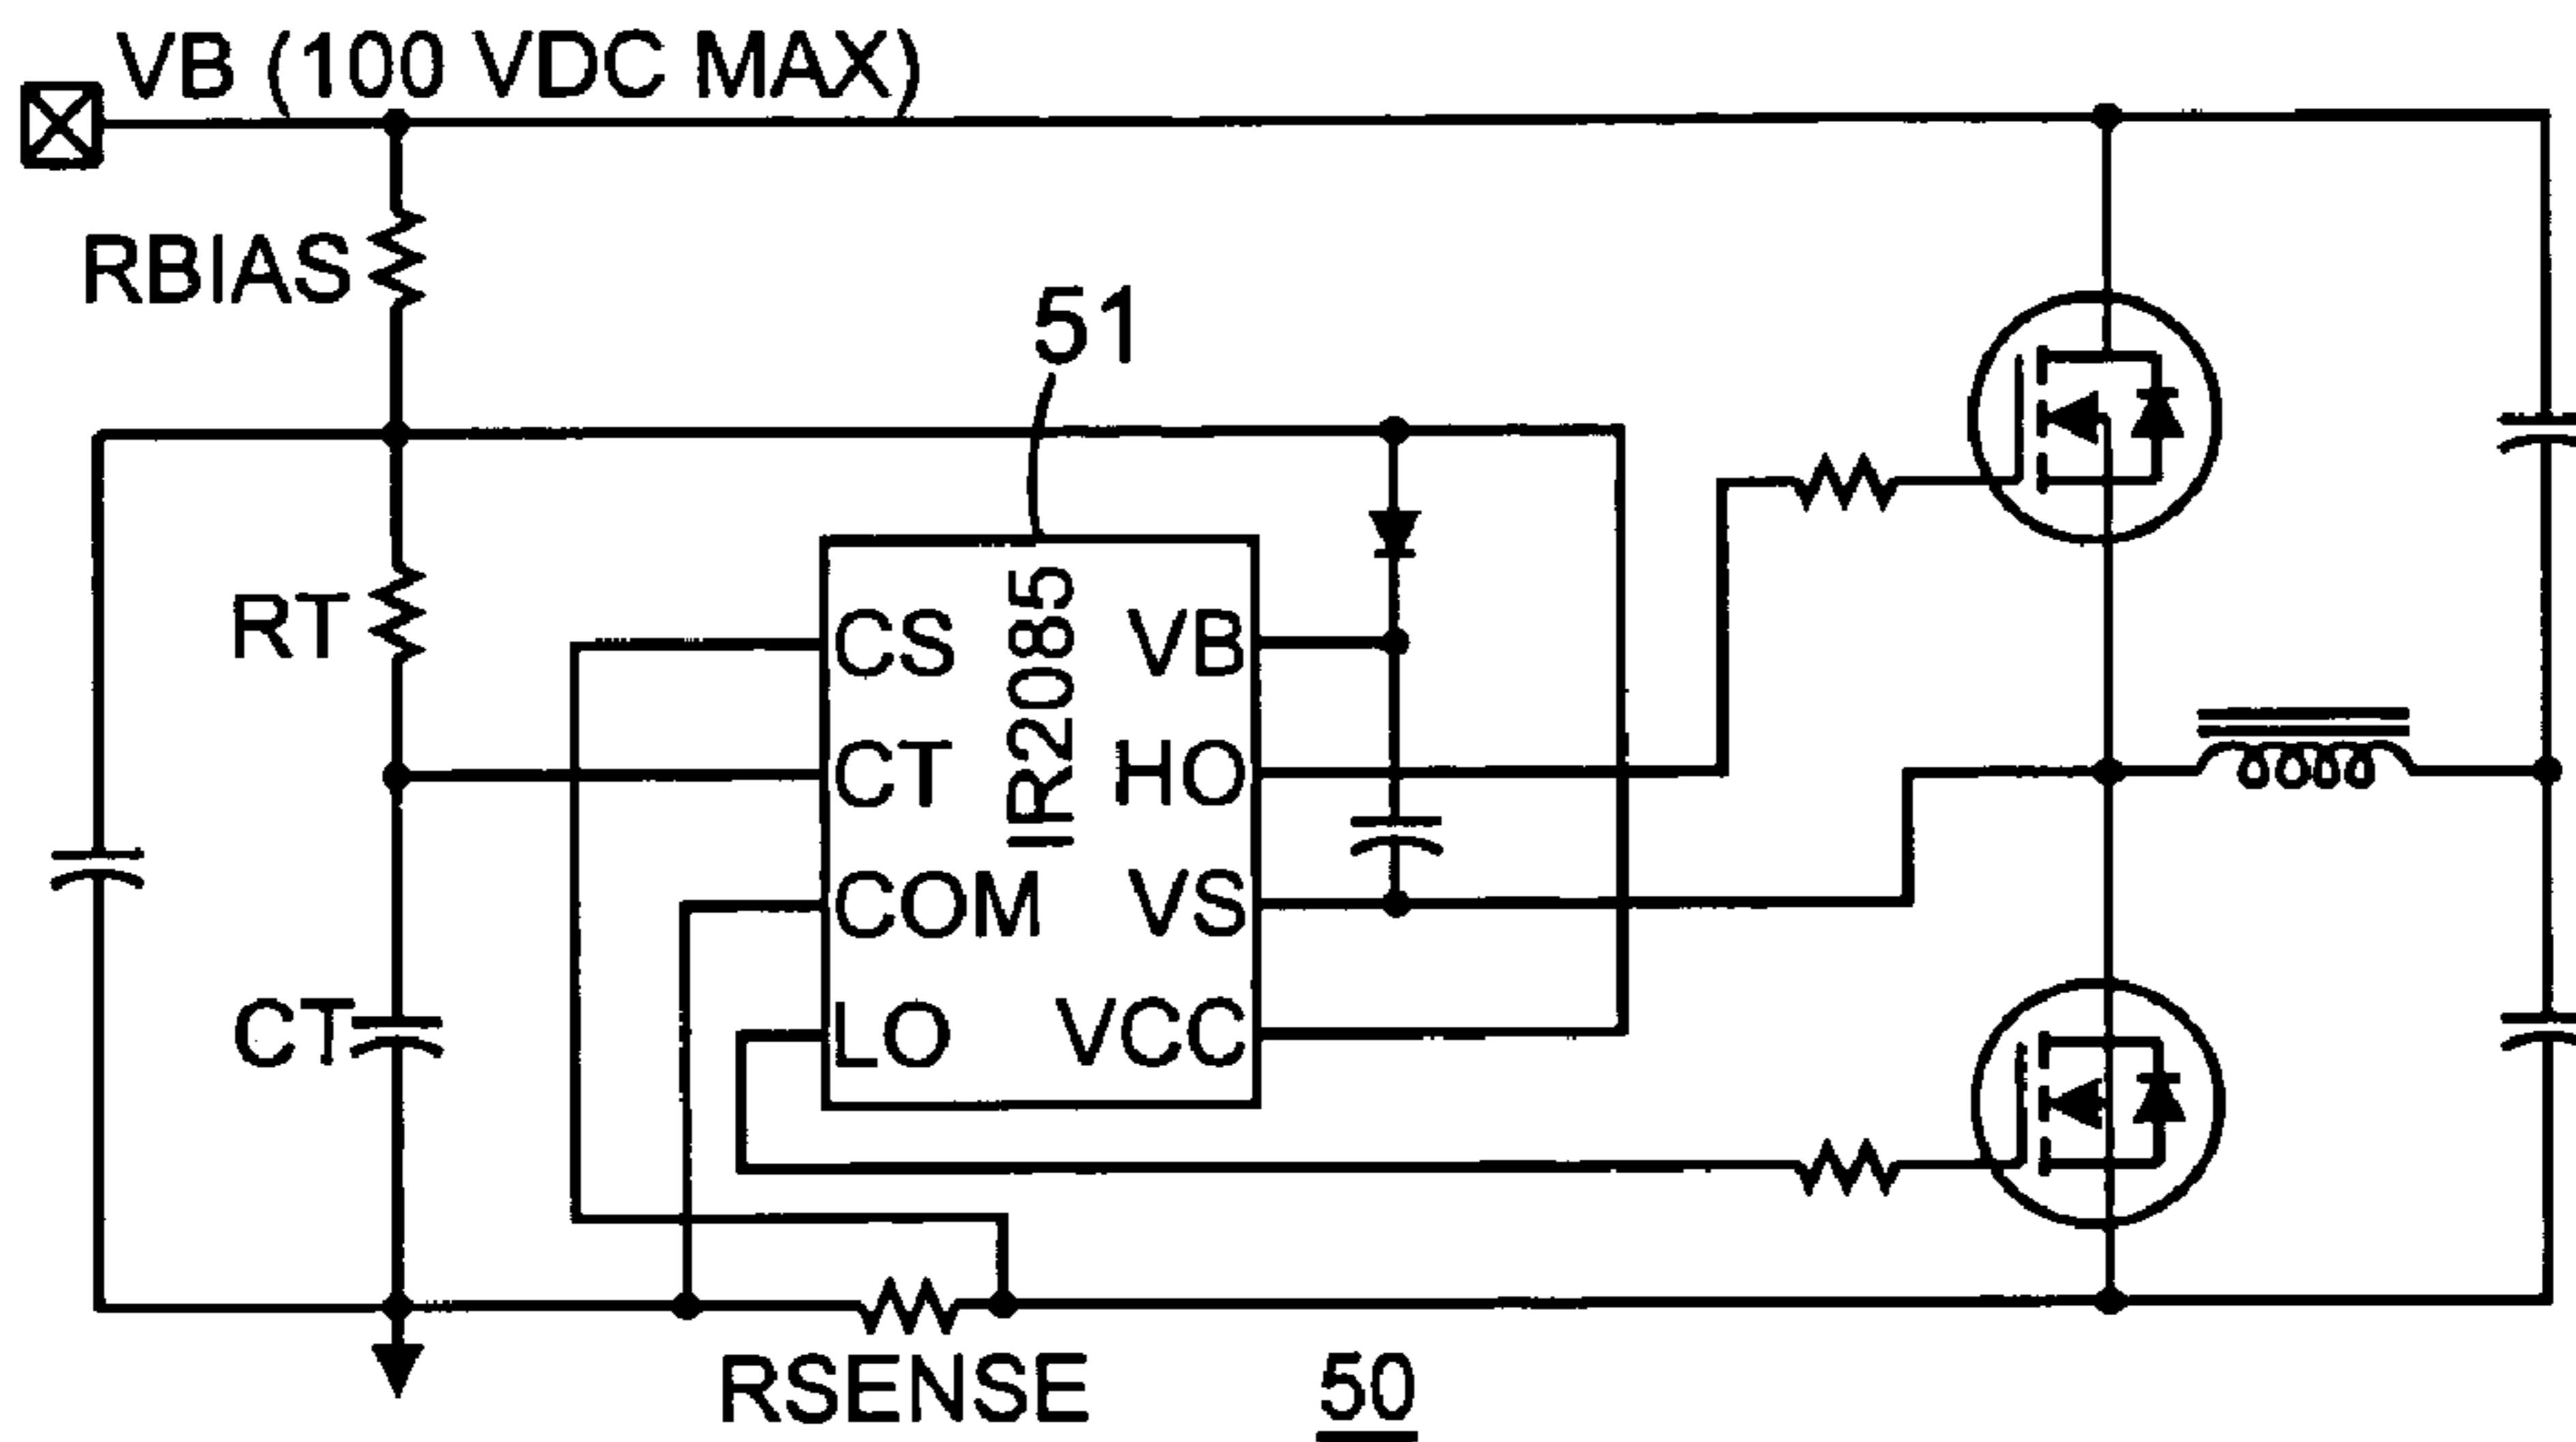 VB (100 VDC MAX)
RBIAS
51
RT
IR2085
CS
VB
CT
HO
COM
VS
LO
VCC
CT
RSENSE
50